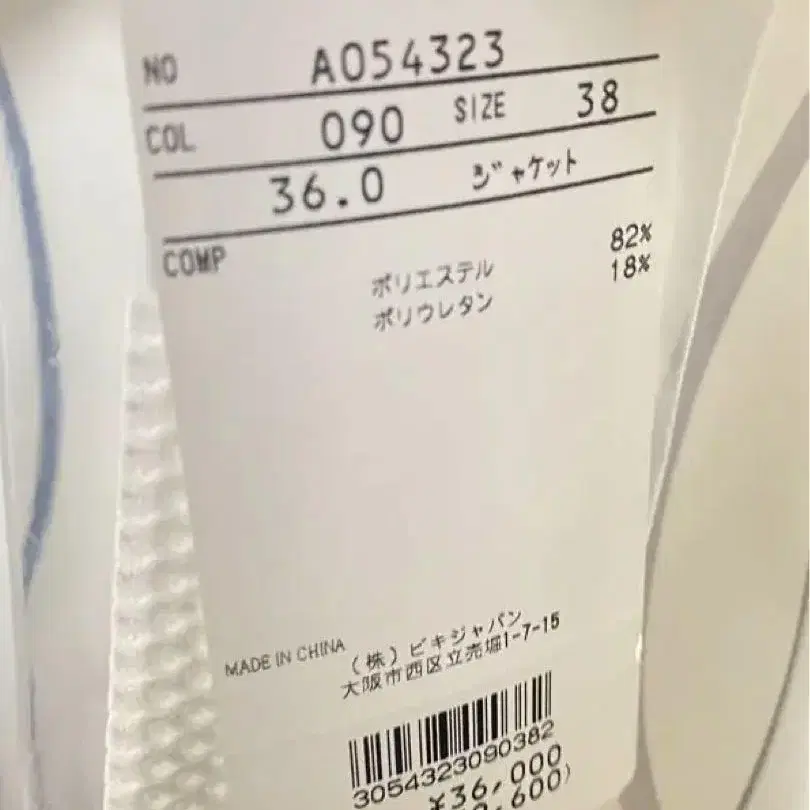 NO A054323
COL 090 SIZE 38
36.0 ジャケット
COMP
ポリエステル 82%
ポリウレタン 18%
MADE IN CHINA
(株)ビキジャパン
大阪市西区立売堀1-7-15
3054323090382
¥36,000
,600)